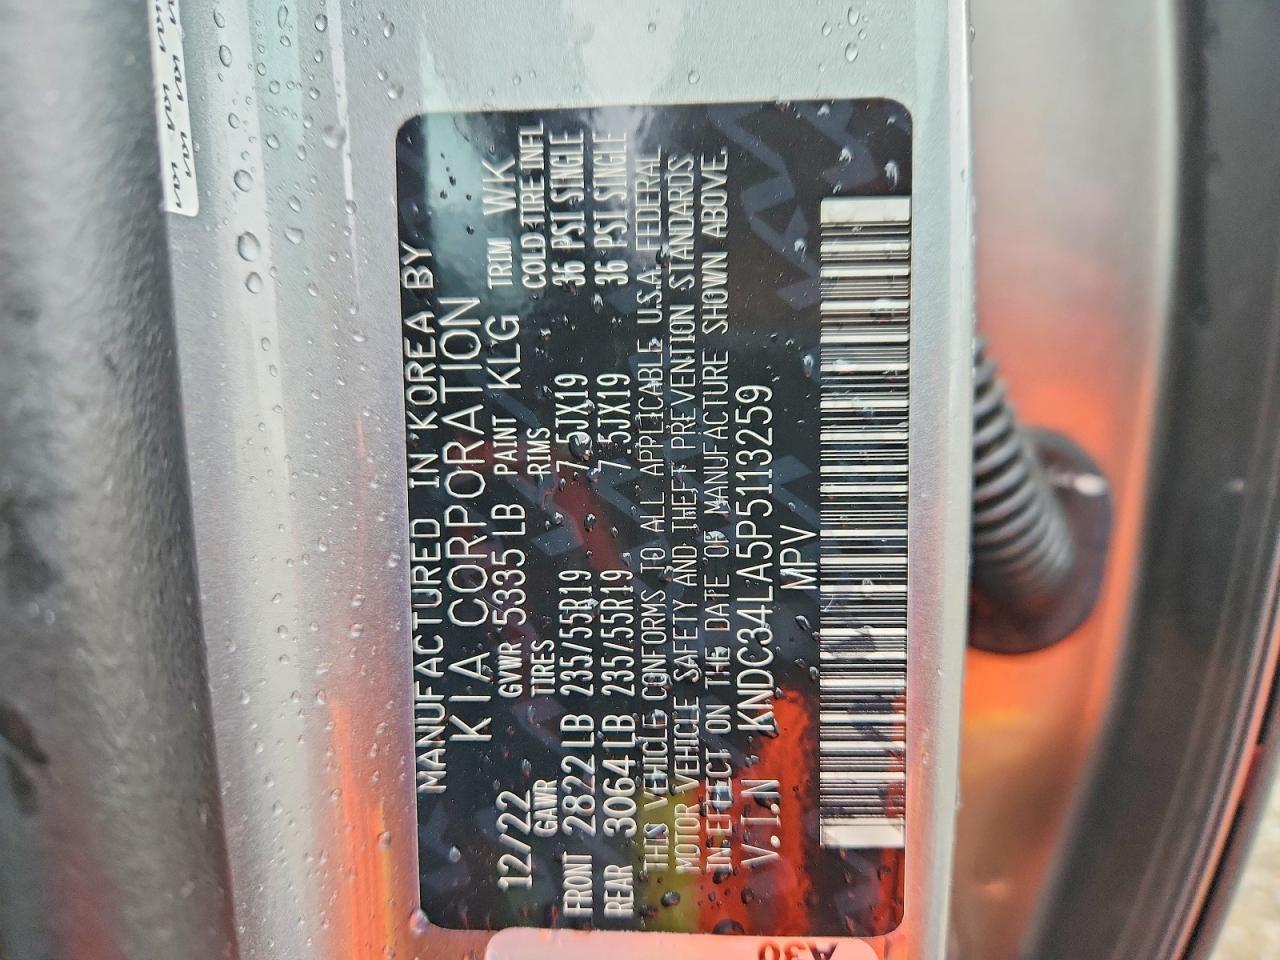 MANUFACTURED IN KOREA BY
KIA CORPORATION
12/22 GVWR 5335 LB PAINT KLG TRIM WK
GAWR TIRES RIMS COLD TIRE INFL
FRONT 2822 LB 235/55R19 7.5JX19 36 PSI SINGLE
REAR 3064 LB 235/55R19 7.5JX19 36 PSI SINGLE
THIS VEHICLE CONFORMS TO ALL APPLICABLE U.S.A. FEDERAL
MOTOR VEHICLE SAFETY AND THEFT PREVENTION STANDARDS
IN EFFECT ON THE DATE OF MANUFACTURE SHOWN ABOVE.
V.I.N KNDC34LA5P5113259
MPV
A30